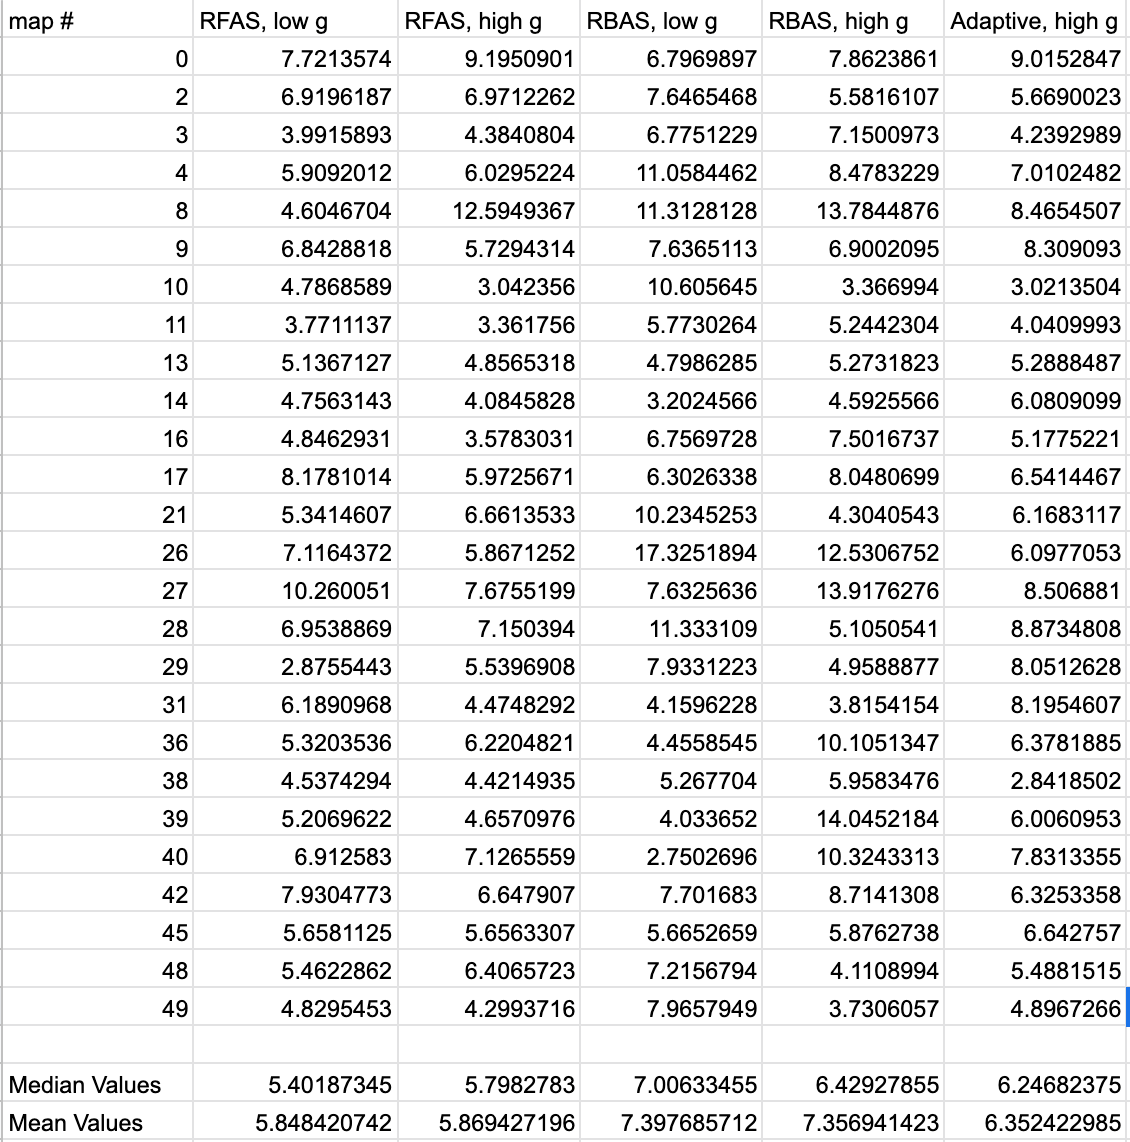 map # RFAS, low g RFAS, high g RBAS, low g RBAS, high g Adaptive, high g
0 7.7213574 9.1950901 6.7969897 7.8623861 9.0152847
2 6.9196187 6.9712262 7.6465468 5.5816107 5.6690023
3 3.9915893 4.3840804 6.7751229 7.1500973 4.2392989
4 5.9092012 6.0295224 11.0584462 8.4783229 7.0102482
8 4.6046704 12.5949367 11.3128128 13.7844876 8.4654507
9 6.8428818 5.7294314 7.6365113 6.9002095 8.309093
10 4.7868589 3.042356 10.605645 3.366994 3.0213504
11 3.7711137 3.361756 5.7730264 5.2442304 4.0409993
13 5.1367127 4.8565318 4.7986285 5.2731823 5.2888487
14 4.7563143 4.0845828 3.2024566 4.5925566 6.0809099
16 4.8462931 3.5783031 6.7569728 7.5016737 5.1775221
17 8.1781014 5.9725671 6.3026338 8.0480699 6.5414467
21 5.3414607 6.6613533 10.2345253 4.3040543 6.1683117
26 7.1164372 5.8671252 17.3251894 12.5306752 6.0977053
27 10.260051 7.6755199 7.6325636 13.9176276 8.506881
28 6.9538869 7.150394 11.333109 5.1050541 8.8734808
29 2.8755443 5.5396908 7.9331223 4.9588877 8.0512628
31 6.1890968 4.4748292 4.1596228 3.8154154 8.1954607
36 5.3203536 6.2204821 4.4558545 10.1051347 6.3781885
38 4.5374294 4.4214935 5.267704 5.9583476 2.8418502
39 5.2069622 4.6570976 4.033652 14.0452184 6.0060953
40 6.912583 7.1265559 2.7502696 10.3243313 7.8313355
42 7.9304773 6.647907 7.701683 8.7141308 6.3253358
45 5.6581125 5.6563307 5.6652659 5.8762738 6.642757
48 5.4622862 6.4065723 7.2156794 4.1108994 5.4881515
49 4.8295453 4.2993716 7.9657949 3.7306057 4.8967266
Median Values 5.40187345 5.7982783 7.00633455 6.42927855 6.24682375
Mean Values 5.848420742 5.869427196 7.397685712 7.356941423 6.352422985